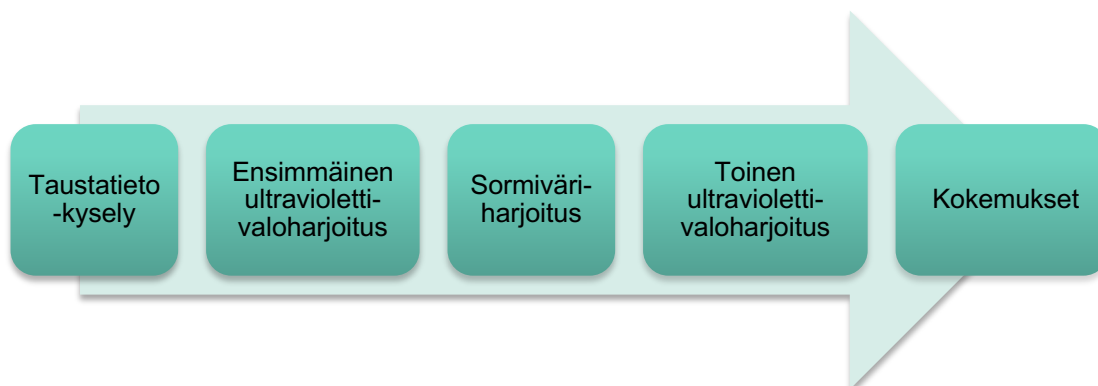 Taustatieto
-kysely
Ensimmäinen
ultravioletti-
valoharjoitus
Sormiväri-
harjoitus
Toinen
ultravioletti-
valoharjoitus
Kokemukset